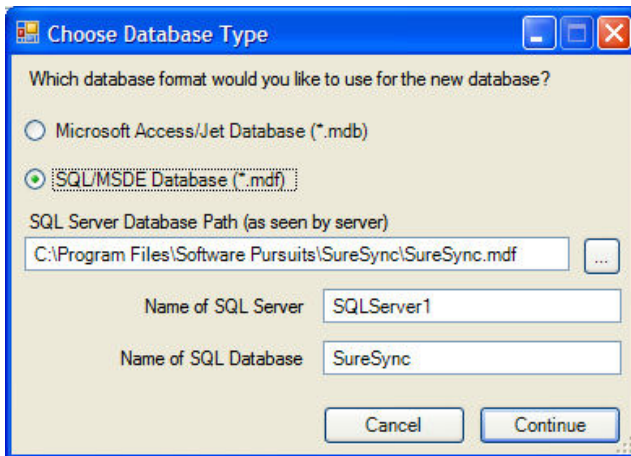 Choose Database Type
Which database format would you like to use for the new database?
Microsoft Access/Jet Database (*.mdb)
SQL/MSDE Database (*.mdf)
SQL Server Database Path (as seen by server)
C:\Program Files\Software Pursuits\SureSync\SureSync.mdf
...
Name of SQL Server
SQLServer1
Name of SQL Database
SureSync
Cancel
Continue